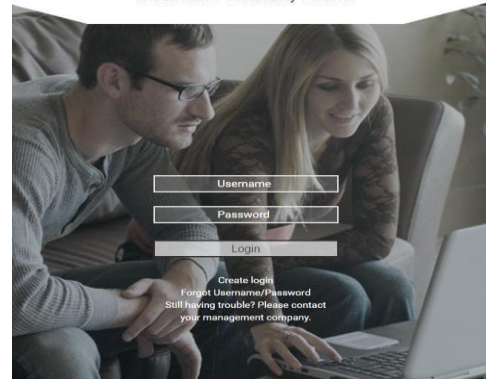 Username
Password
Login
Create login
Forgot Username/Password
Still having trouble? Please contact
your management company.